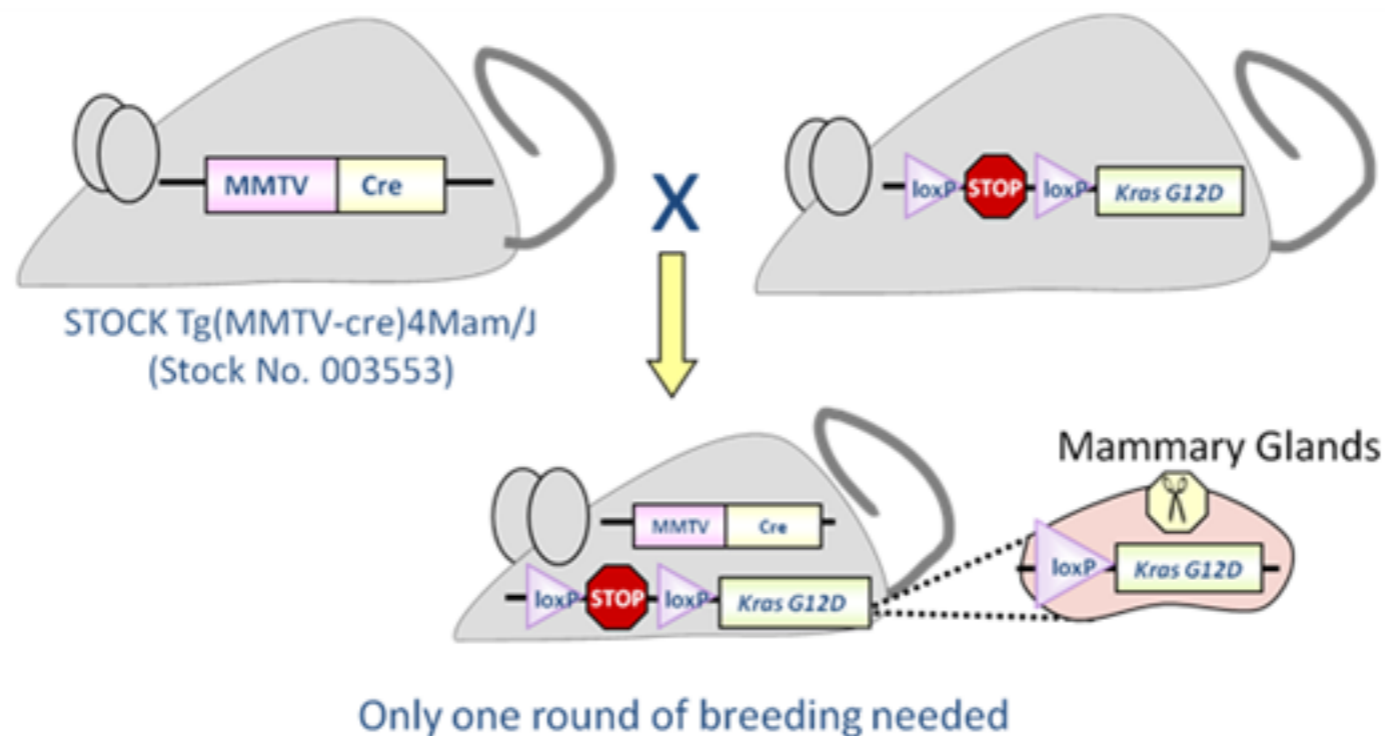 MMTV Cre
X
loxP STOP loxP Kras G12D
STOCK Tg(MMTV-cre)4Mam/J
(Stock No. 003553)
Mammary Glands
MMTV Cre
loxP STOP loxP Kras G12D
loxP Kras G12D
Only one round of breeding needed